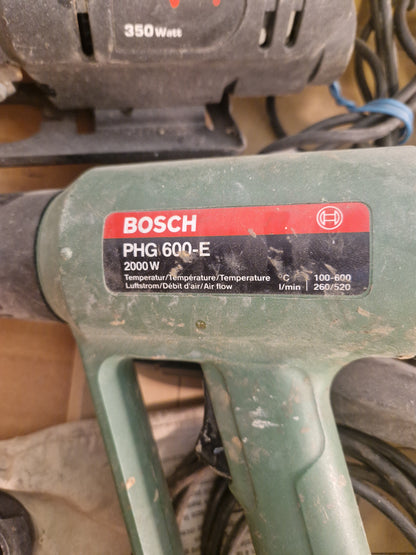 350 Watt
BOSCH
PHG 600-E
2000 W
Temperatur/Température/Temperature °C 100-600
Luftstrom/Débit d'air/Air flow l/min 260/520